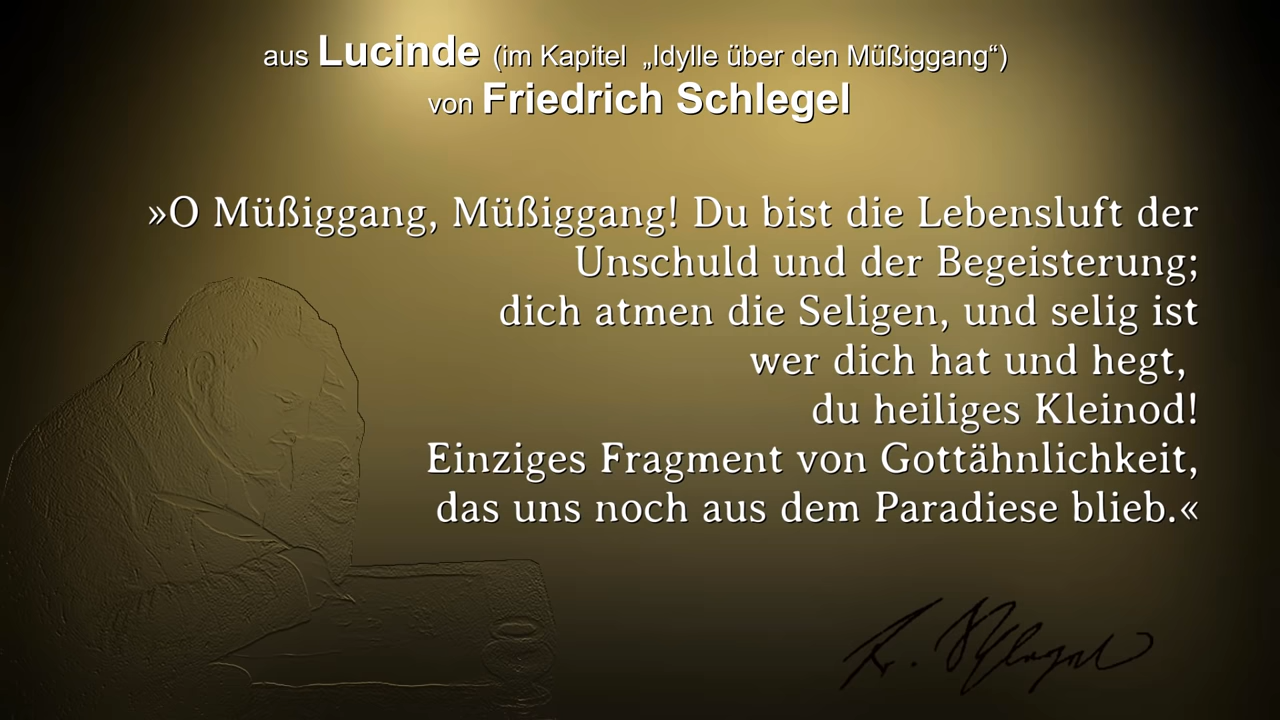 aus Lucinde (im Kapitel „Idylle über den Müßiggang“)
von Friedrich Schlegel
»O Müßiggang, Müßiggang! Du bist die Lebensluft der
Unschuld und der Begeisterung;
dich atmen die Seligen, und selig ist
wer dich hat und hegt,
du heiliges Kleinod!
Einziges Fragment von Gottähnlichkeit,
das uns noch aus dem Paradiese blieb.«
Fr. Schlegel